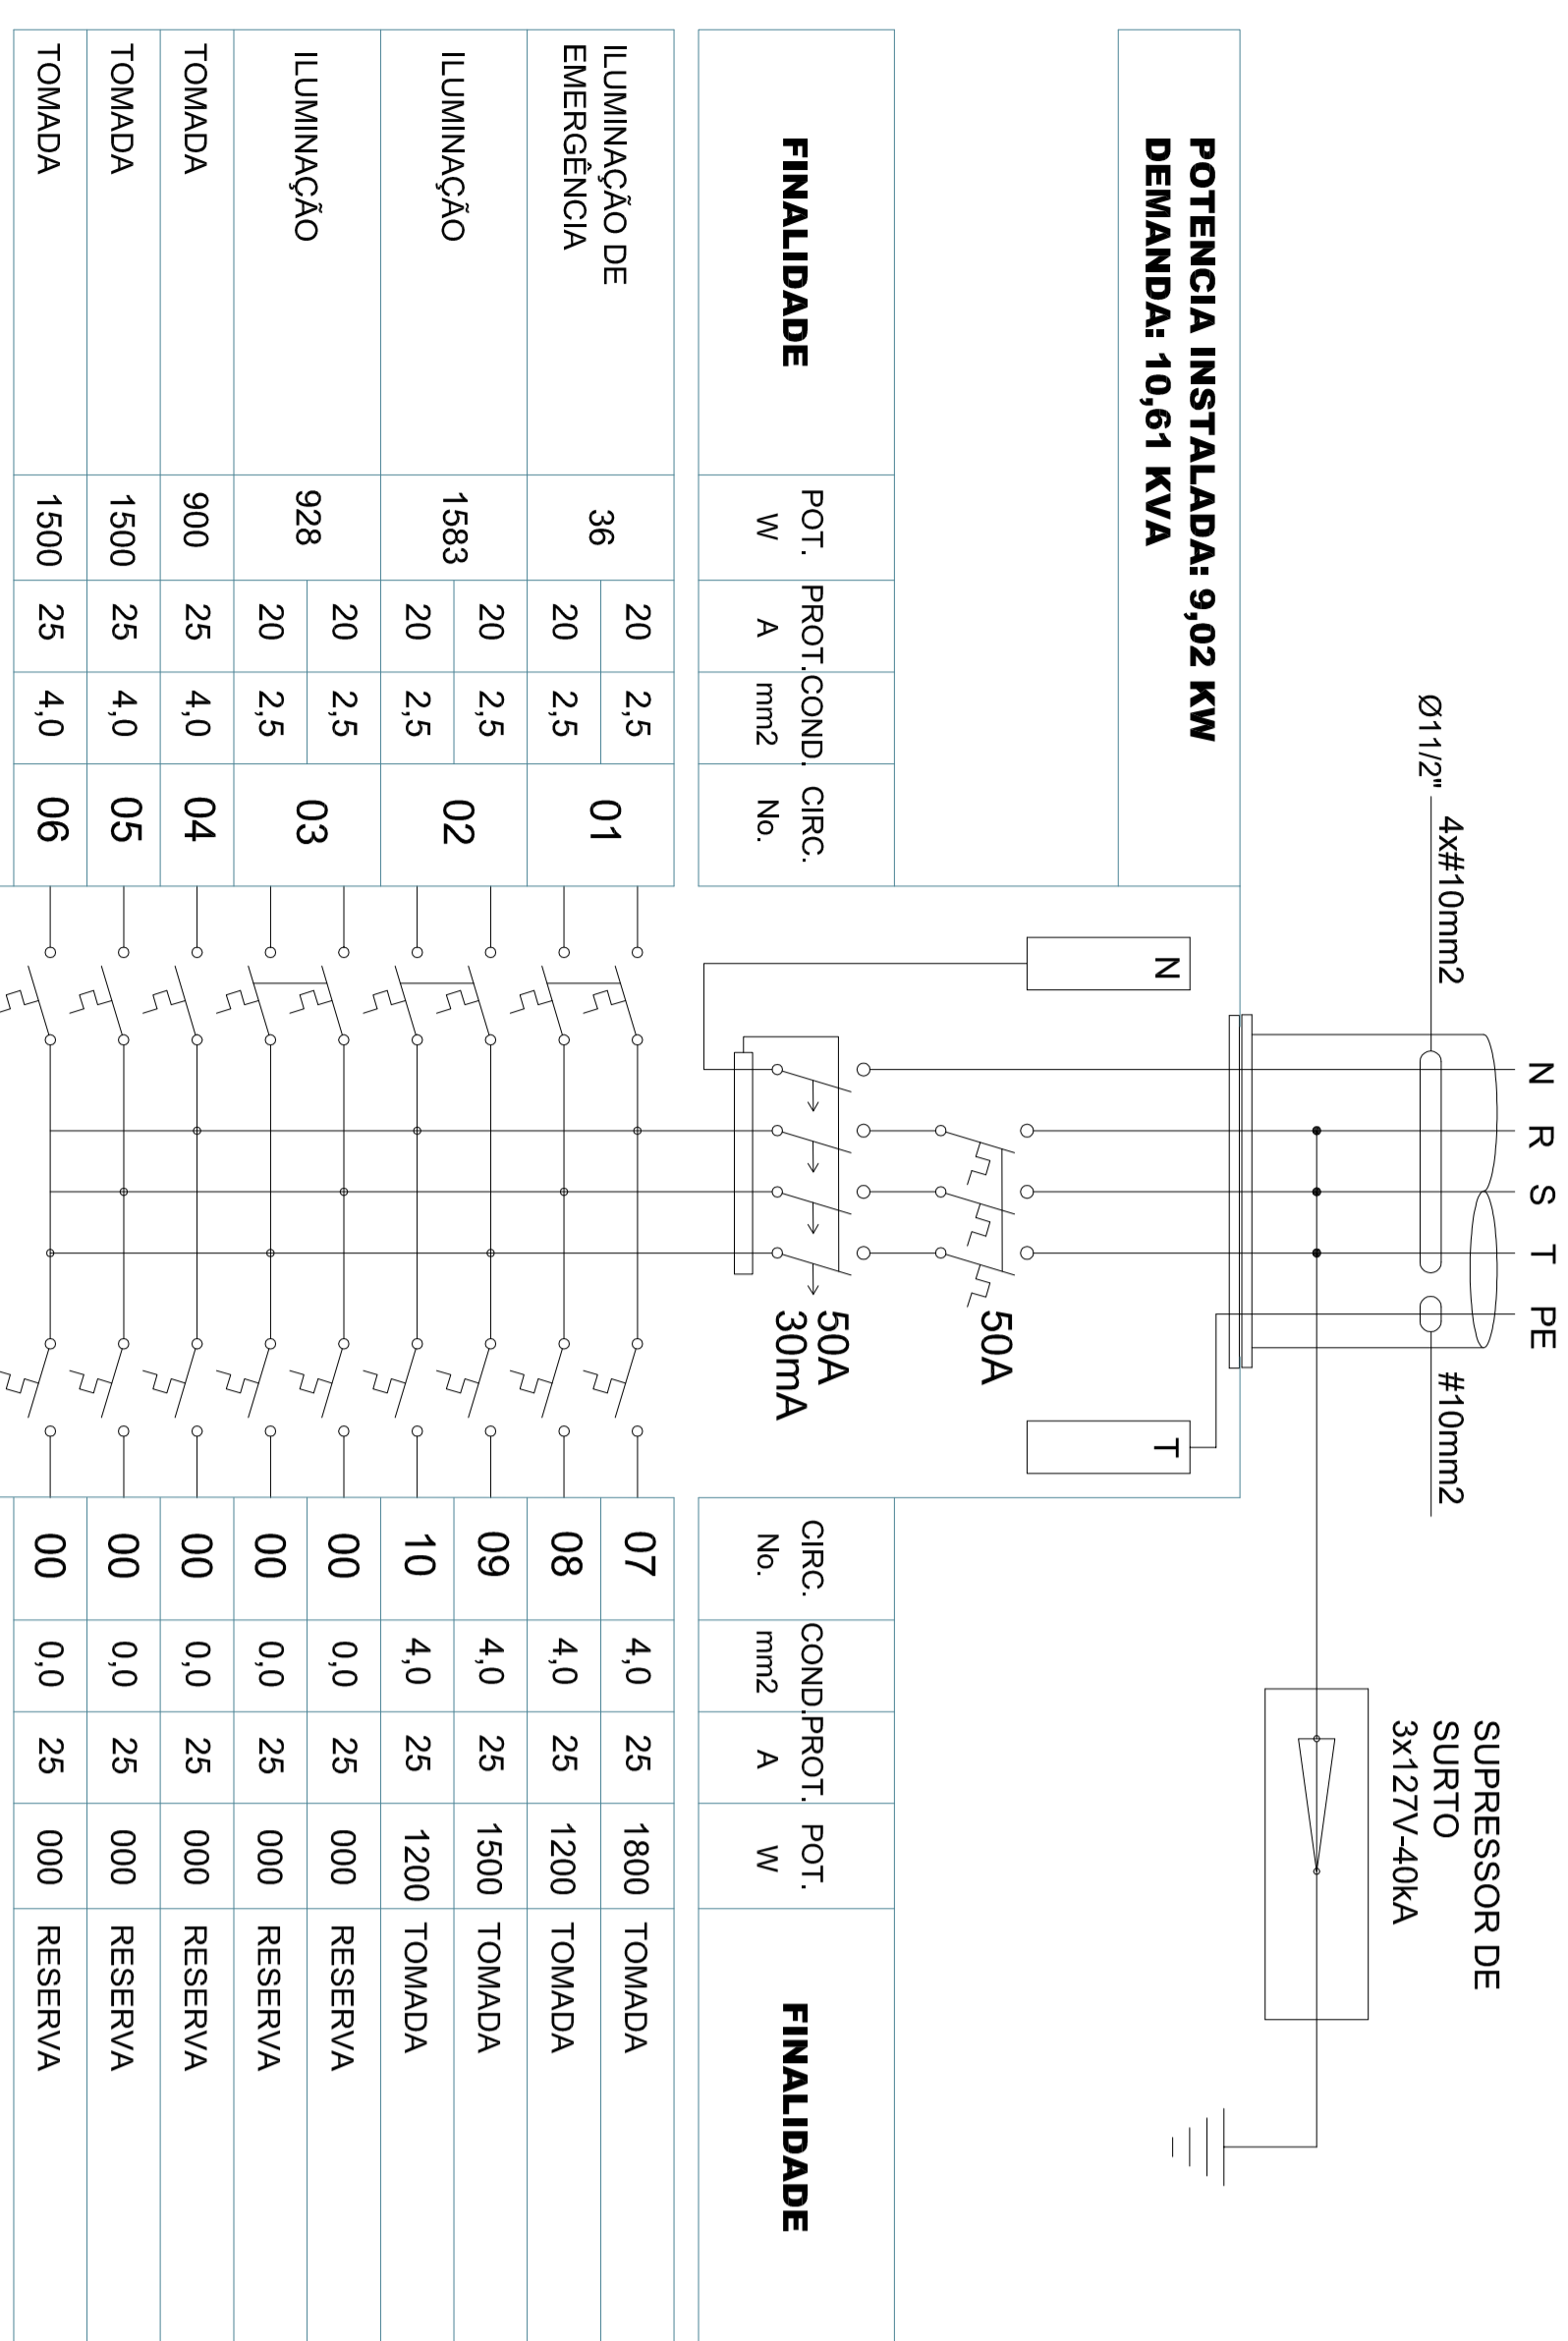 N R S T PE
Ø11/2" 4x#10mm2 #10mm2
SUPRESSOR DE
SURTO
3x127V-40kA
POTENCIA INSTALADA: 9,02 KW
DEMANDA: 10,61 KVA
N T
50A
50A
30mA
FINALIDADE POT. PROT. COND. CIRC. CIRC. COND. PROT. POT. FINALIDADE
W A mm2 No. No. mm2 A W
ILUMINAÇÃO DE
EMERGÊNCIA 36 20 2,5 01 07 4,0 25 1800 TOMADA
20 2,5 08 4,0 25 1200 TOMADA
ILUMINAÇÃO 1583 20 2,5 02 09 4,0 25 1500 TOMADA
20 2,5 10 4,0 25 1200 TOMADA
ILUMINAÇÃO 928 20 2,5 03 00 0,0 25 000 RESERVA
20 2,5 00 0,0 25 000 RESERVA
TOMADA 900 25 4,0 04 00 0,0 25 000 RESERVA
TOMADA 1500 25 4,0 05 00 0,0 25 000 RESERVA
TOMADA 1500 25 4,0 06 00 0,0 25 000 RESERVA